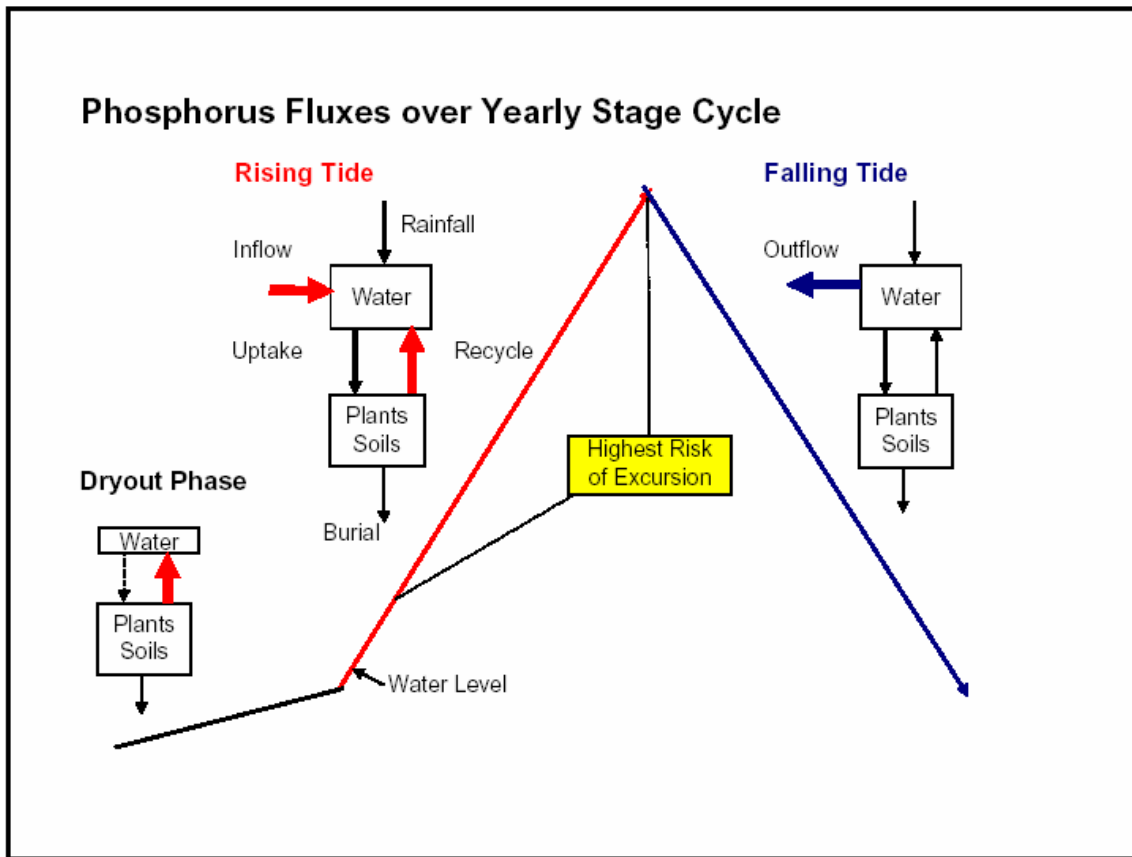 Phosphorus Fluxes over Yearly Stage Cycle
Rising Tide
Falling Tide
Rainfall
Inflow
Outflow
Water
Water
Uptake
Recycle
Plants
Soils
Plants
Soils
Highest Risk
of Excursion
Dryout Phase
Burial
Water
Plants
Soils
Water Level